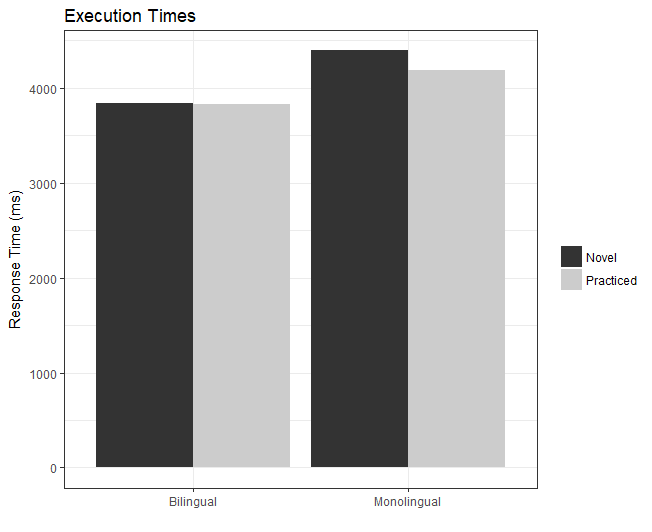 Execution Times
Response Time (ms)
4000
3000
2000
1000
0
Bilingual
Monolingual
Novel
Practiced